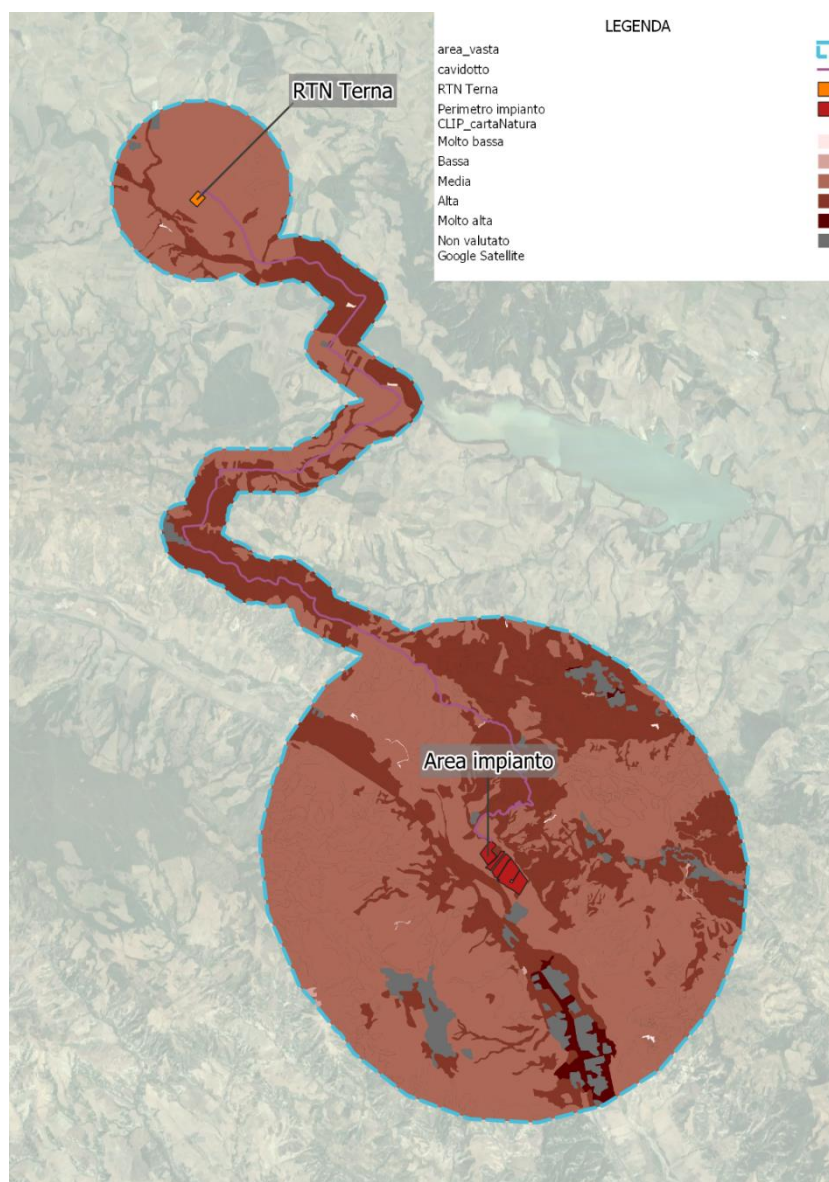 LEGENDA
area_vasta
cavidotto
RTN Terna
Perimetro impianto
CLIP_cartaNatura
Molto bassa
Bassa
Media
Alta
Molto alta
Non valutato
Google Satellite
RTN Terna
Area impianto